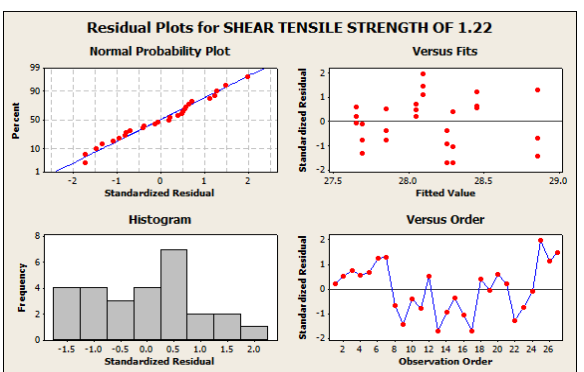 Residual Plots for SHEAR TENSILE STRENGTH OF 1.22
Normal Probability Plot
99
90
50
10
1
Percent
-2 -1 0 1 2
Standardized Residual
Versus Fits
2
1
0
-1
-2
Standardized Residual
27.5 28.0 28.5 29.0
Fitted Value
Histogram
8
6
4
2
0
Frequency
-1.5 -1.0 -0.5 0.0 0.5 1.0 1.5 2.0
Standardized Residual
Versus Order
2
1
0
-1
-2
Standardized Residual
2 4 6 8 10 12 14 16 18 20 22 24 26
Observation Order